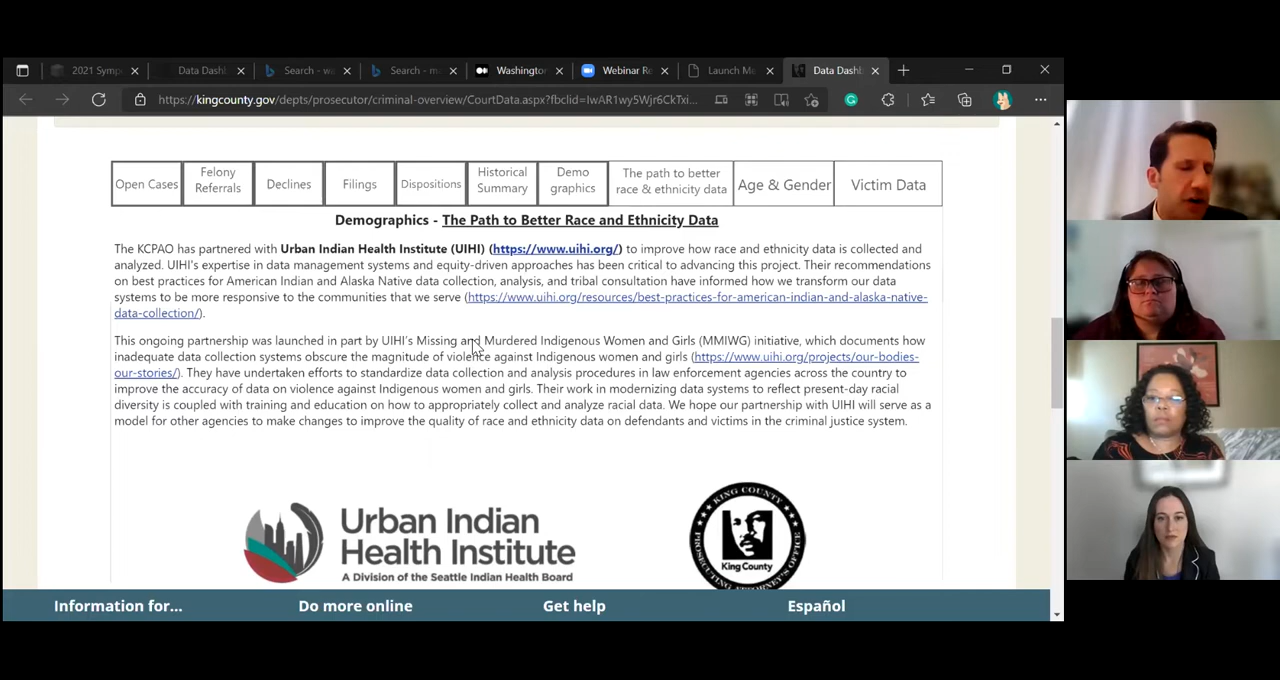 2021 Symp
Data Dash
Search - we
Search - m
Washington
Webinar Re
Launch Me
Data Dashb
https://kingcounty.gov/depts/prosecutor/criminal-overview/CourtData.aspx?fbclid=IwAR1wy5Wjr6CkTxi...
Open Cases
Felony
Referrals
Declines
Filings
Dispositions
Historical
Summary
Demo
graphics
The path to better
race & ethnicity data
Age & Gender
Victim Data
Demographics - The Path to Better Race and Ethnicity Data
The KCPAO has partnered with Urban Indian Health Institute (UIHI) (https://www.uihi.org/) to improve how race and ethnicity data is collected and
analyzed. UIHI's expertise in data management systems and equity-driven approaches has been critical to advancing this project. Their recommendations
on best practices for American Indian and Alaska Native data collection, analysis, and tribal consultation have informed how we transform our data
systems to be more responsive to the communities that we serve (https://www.uihi.org/resources/best-practices-for-american-indian-and-alaska-native-
data-collection/).
This ongoing partnership was launched in part by UIHI's Missing and Murdered Indigenous Women and Girls (MMIWG) initiative, which documents how
inadequate data collection systems obscure the magnitude of violence against Indigenous women and girls (https://www.uihi.org/projects/our-bodies-
our-stories/). They have undertaken efforts to standardize data collection and analysis procedures in law enforcement agencies across the country to
improve the accuracy of data on violence against Indigenous women and girls. Their work in modernizing data systems to reflect present-day racial
diversity is coupled with training and education on how to appropriately collect and analyze racial data. We hope our partnership with UIHI will serve as a
model for other agencies to make changes to improve the quality of race and ethnicity data on defendants and victims in the criminal justice system.
Urban Indian
Health Institute
A Division of the Seattle Indian Health Board
KING COUNTY
King County
PROSECUTING ATTORNEY'S OFFICE
Information for...
Do more online
Get help
Español